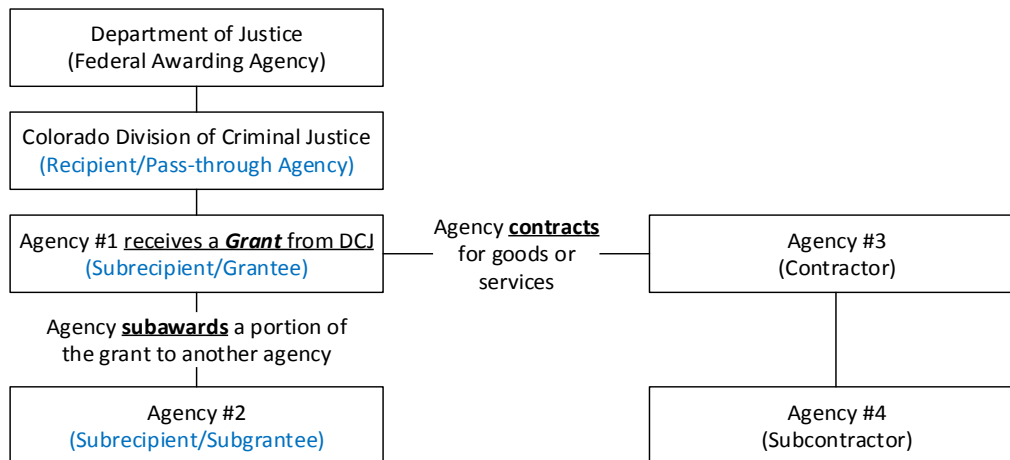 Department of Justice
(Federal Awarding Agency)
Colorado Division of Criminal Justice
(Recipient/Pass-through Agency)
Agency #1 receives a Grant from DCJ
(Subrecipient/Grantee)
Agency contracts
for goods or
services
Agency #3
(Contractor)
Agency subawards a portion of
the grant to another agency
Agency #2
(Subrecipient/Subgrantee)
Agency #4
(Subcontractor)